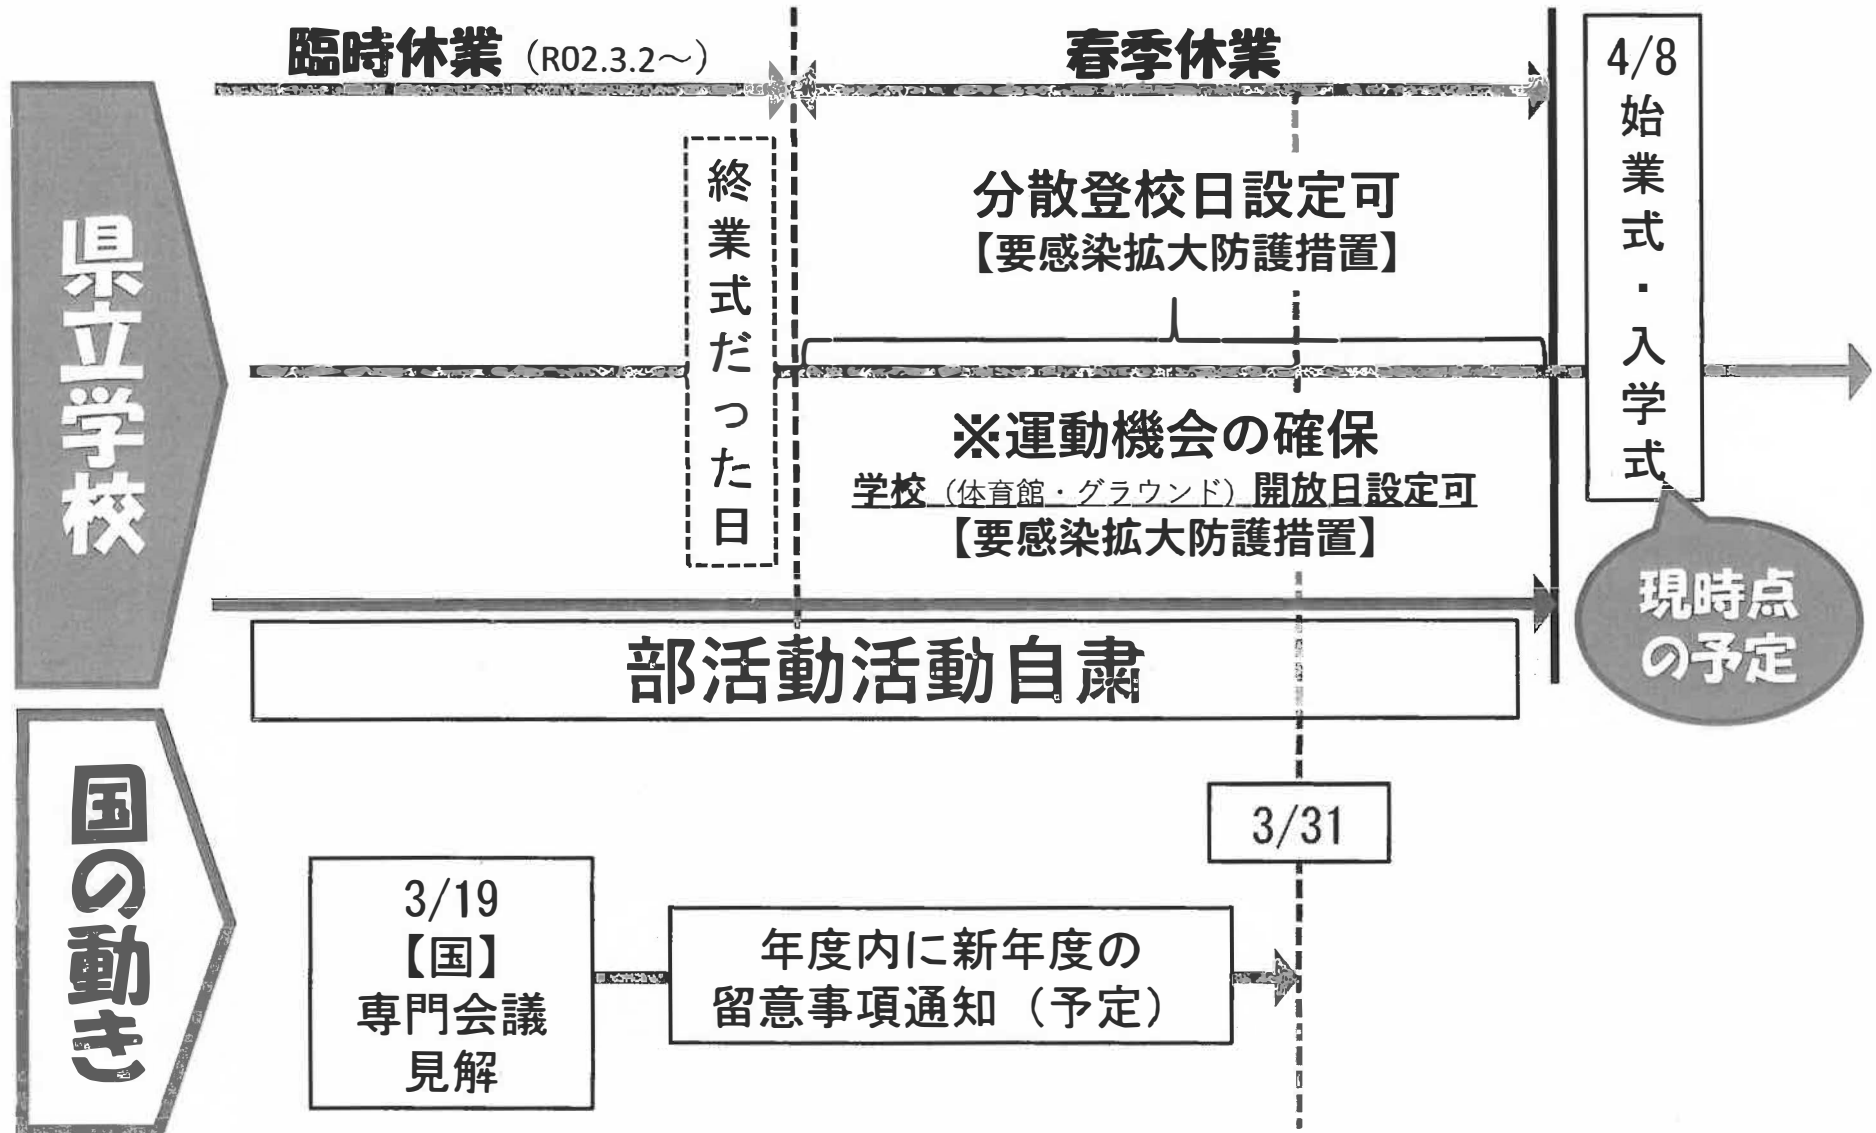 臨時休業（R02.3.2～）
春季休業
4/8始業式・入学式
県立学校
終業式だった日
分散登校日設定可
【要感染拡大防護措置】
※運動機会の確保
学校（体育館・グラウンド）開放日設定可
【要感染拡大防護措置】
現時点
の予定
部活動活動自粛
国の動き
3/31
3/19
【国】
専門会議
見解
年度内に新年度の
留意事項通知（予定）